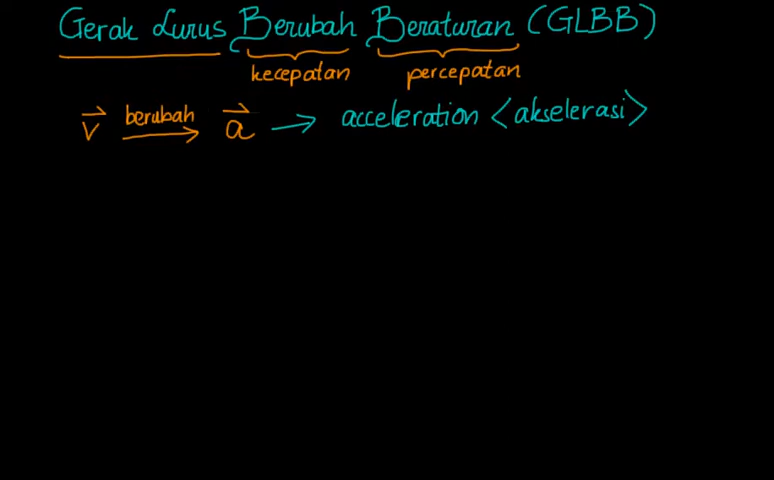 Gerak Lurus Berubah Beraturan (GLBB)
kecepatan percepatan
v berubah a → acceleration <akselerasi>